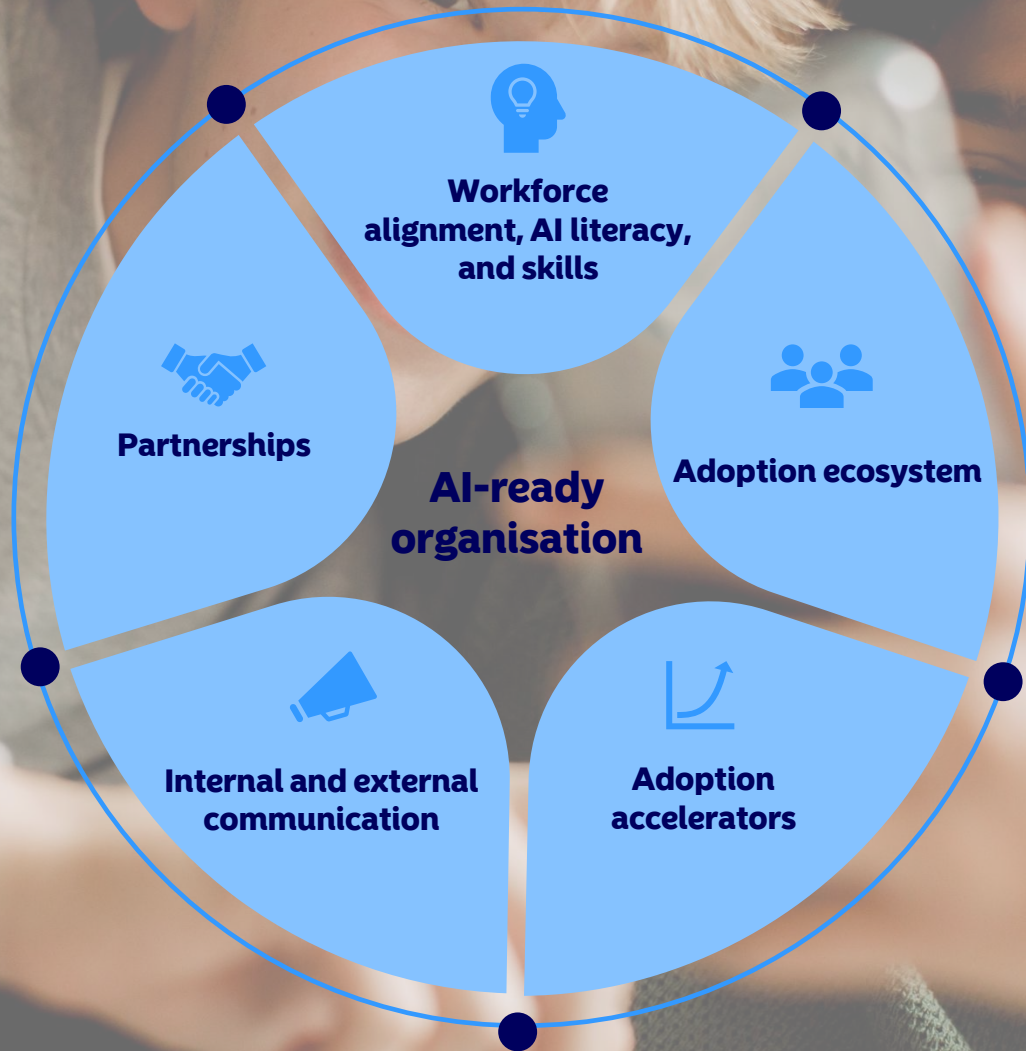 Workforce
alignment, AI literacy,
and skills
Partnerships
Adoption ecosystem
AI-ready
organisation
Internal and external
communication
Adoption
accelerators